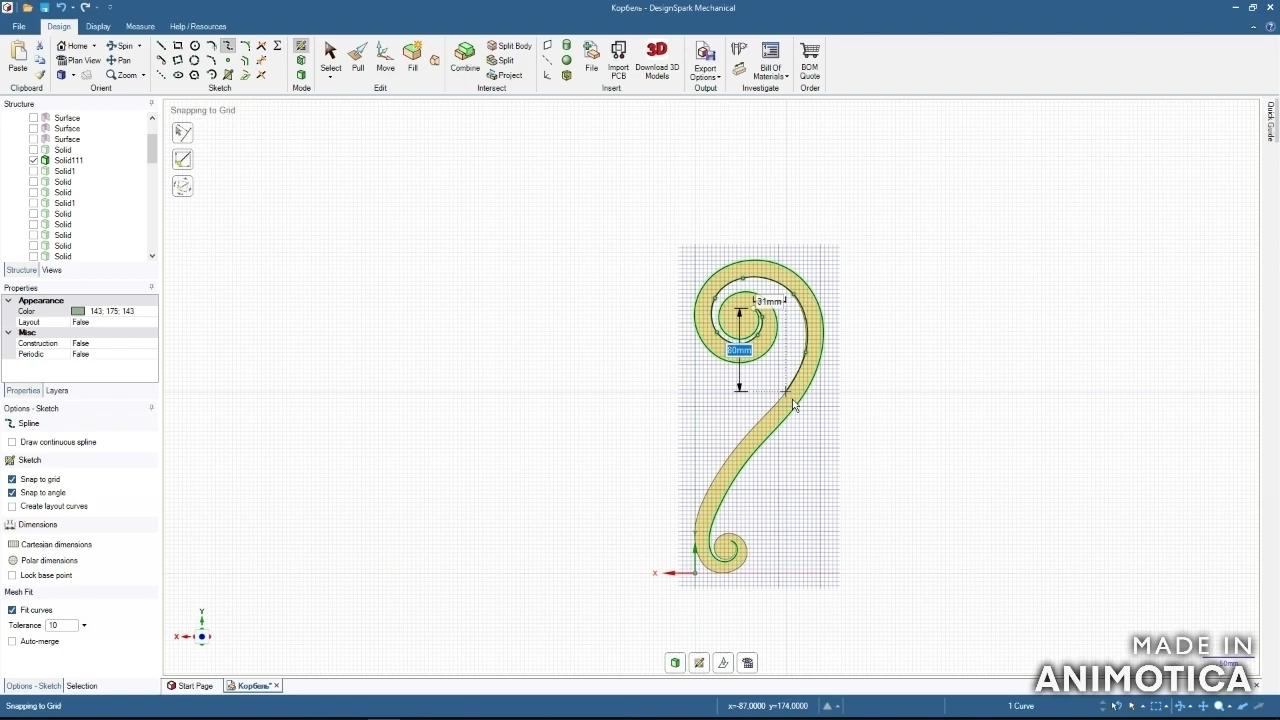 Корбель - DesignSpark Mechanical
File Design Display Measure Help / Resources
Home Spin
Paste Plan View Pan Select Pull Move Fill Combine Split Body Split Project File Import PCB Download 3D Models Export Options Bill Of Materials BOM Quote
Zoom
Clipboard Orient Sketch Mode Edit Intersect Insert Output Investigate Order
Structure
Surface
Surface
Surface
Solid
Solid111
Solid1
Solid
Solid
Solid1
Solid
Solid
Solid
Solid
Solid
Structure Views
Properties
Appearance
Color 143; 175; 143
Layout False
Misc
Construction False
Periodic False
Properties Layers
Options - Sketch
Spline
Draw continuous spline
Sketch
Snap to grid
Snap to angle
Create layout curves
Dimensions
Cartesian dimensions
Polar dimensions
Lock base point
Mesh Fit
Fit curves
Tolerance 10
Auto-merge
Options - Sketch Selection
Snapping to Grid
Quick Guide
31mm
80mm
X
Y
X
50mm
MADE IN
ANIMOTICA
Start Page Корбель*
Snapping to Grid x=-87.0000 y=174.0000 1 Curve